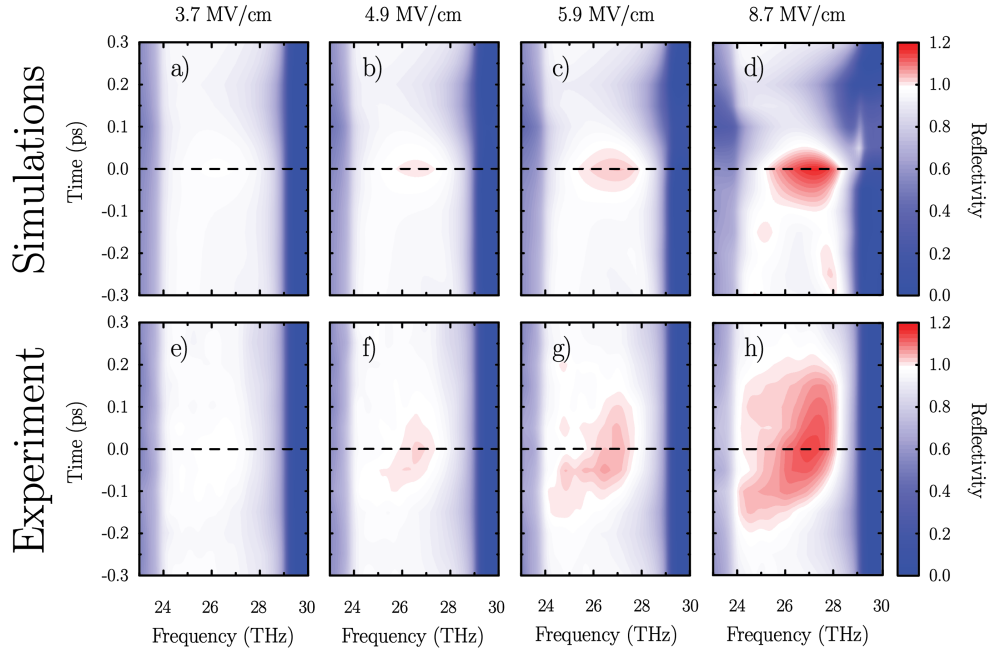 3.7 MV/cm 4.9 MV/cm 5.9 MV/cm 8.7 MV/cm
Simulations
Time (ps)
0.3
0.2
0.1
0.0
-0.1
-0.2
-0.3
a) b) c) d)
1.2
1.0
0.8
0.6
0.4
0.2
0.0
Reflectivity
Experiment
Time (ps)
0.3
0.2
0.1
0.0
-0.1
-0.2
-0.3
e) f) g) h)
1.2
1.0
0.8
0.6
0.4
0.2
0.0
Reflectivity
24 26 28 30 24 26 28 30 24 26 28 30 24 26 28 30
Frequency (THz) Frequency (THz) Frequency (THz) Frequency (THz)